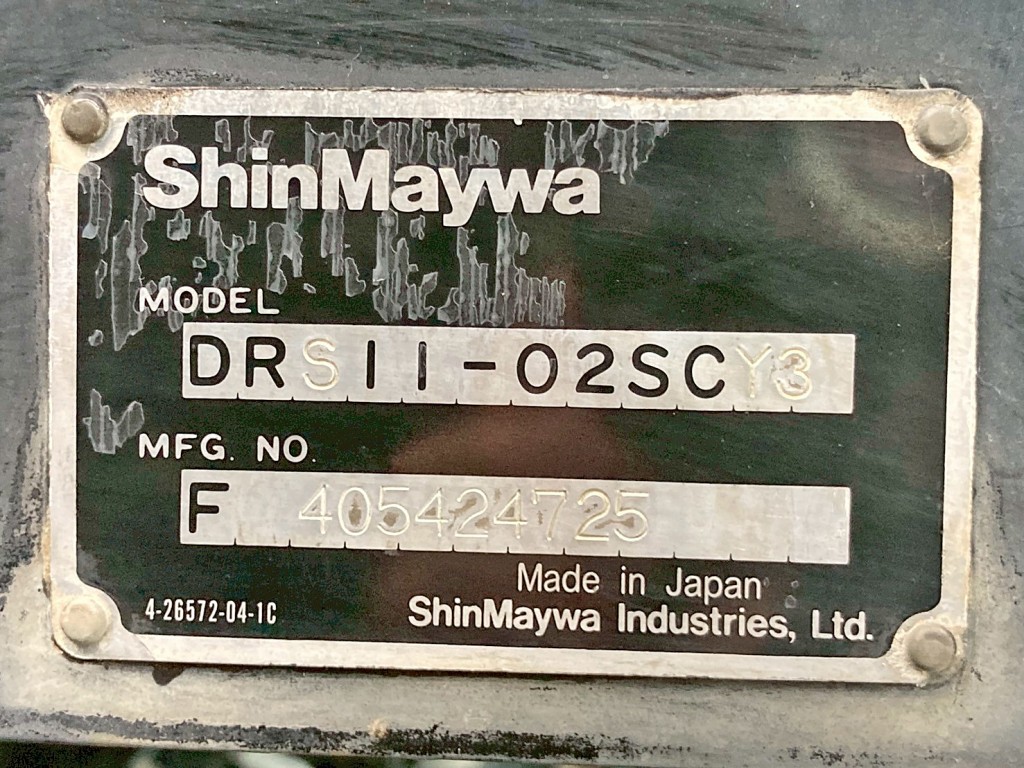 ShinMaywa
MODEL
DRS11-02SCY3
MFG. NO.
F 405424725
Made in Japan
4-26572-04-1C
ShinMaywa Industries, Ltd.